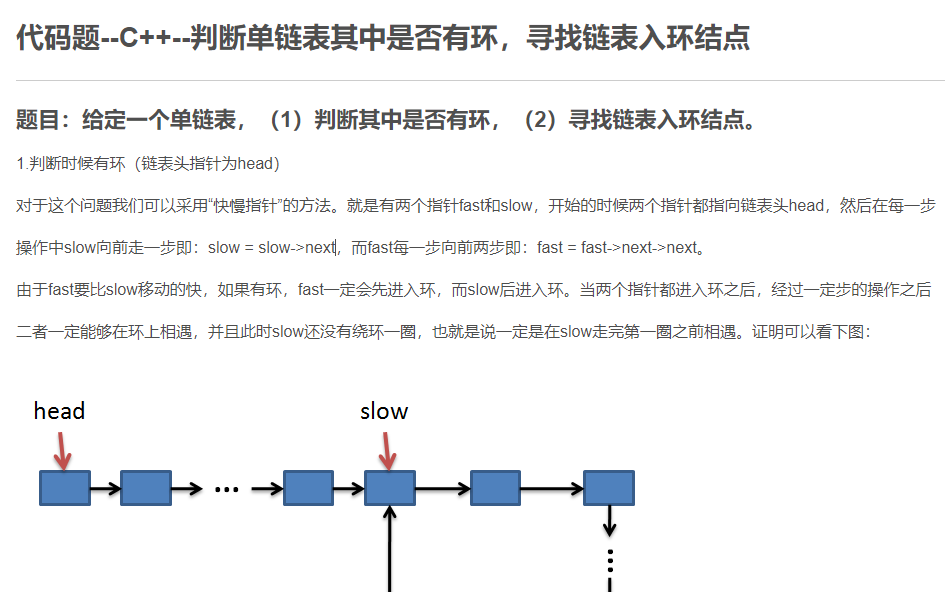 代码题--C++--判断单链表其中是否有环，寻找链表入环结点
题目：给定一个单链表，（1）判断其中是否有环，（2）寻找链表入环结点。
1.判断时候有环（链表头指针为head）
对于这个问题我们可以采用“快慢指针”的方法。就是有两个指针fast和slow，开始的时候两个指针都指向链表头head，然后在每一步
操作中slow向前走一步即：slow = slow->next，而fast每一步向前两步即：fast = fast->next->next。
由于fast要比slow移动的快，如果有环，fast一定会先进入环，而slow后进入环。当两个指针都进入环之后，经过一定步的操作之后
二者一定能够在环上相遇，并且此时slow还没有绕环一圈，也就是说一定是在slow走完第一圈之前相遇。证明可以看下图：
head slow